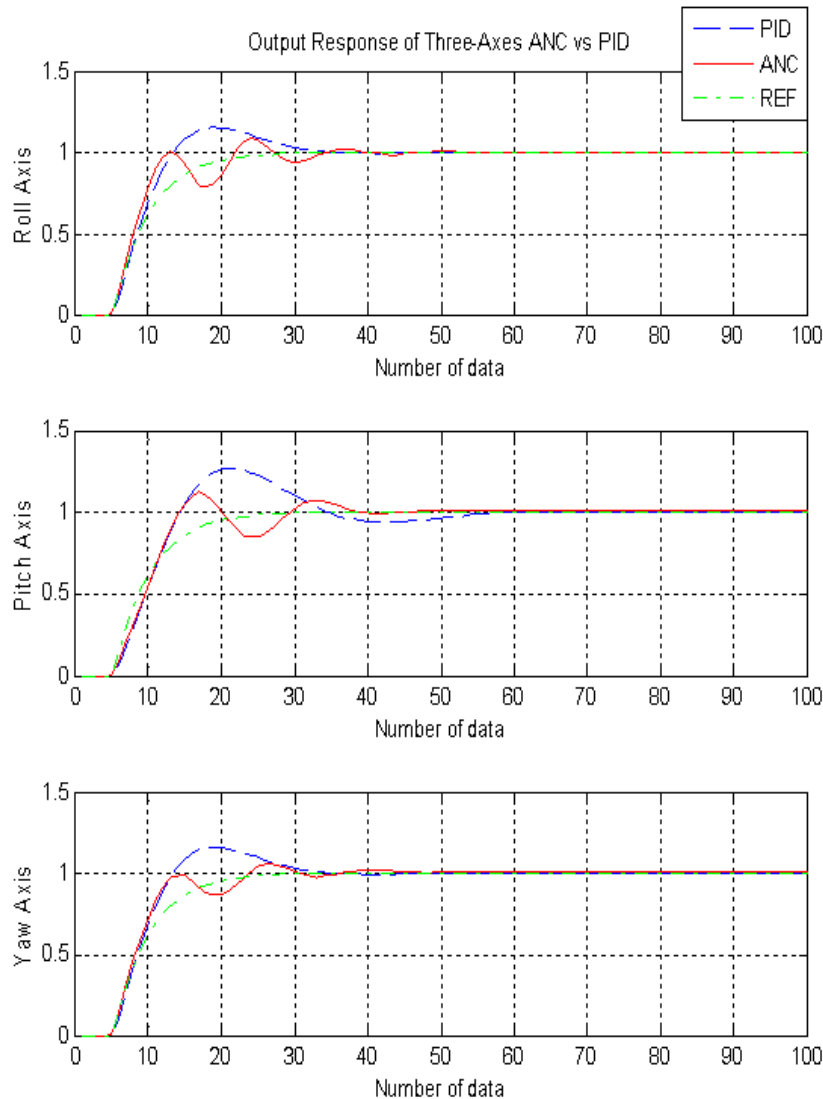 Output Response of Three-Axes ANC vs PID
PID
ANC
REF
Roll Axis
1.5
1
0.5
0
0 10 20 30 40 50 60 70 80 90 100
Number of data
Pitch Axis
1.5
1
0.5
0
0 10 20 30 40 50 60 70 80 90 100
Number of data
Yaw Axis
1.5
1
0.5
0
0 10 20 30 40 50 60 70 80 90 100
Number of data